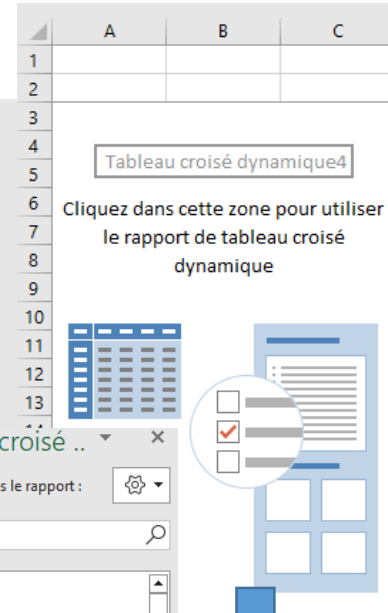 A B C
1
2
3
4
Tableau croisé dynamique4
5
6
Cliquez dans cette zone pour utiliser
7
le rapport de tableau croisé
8
dynamique
9
10
11
12
13
croisé ..
s le rapport :